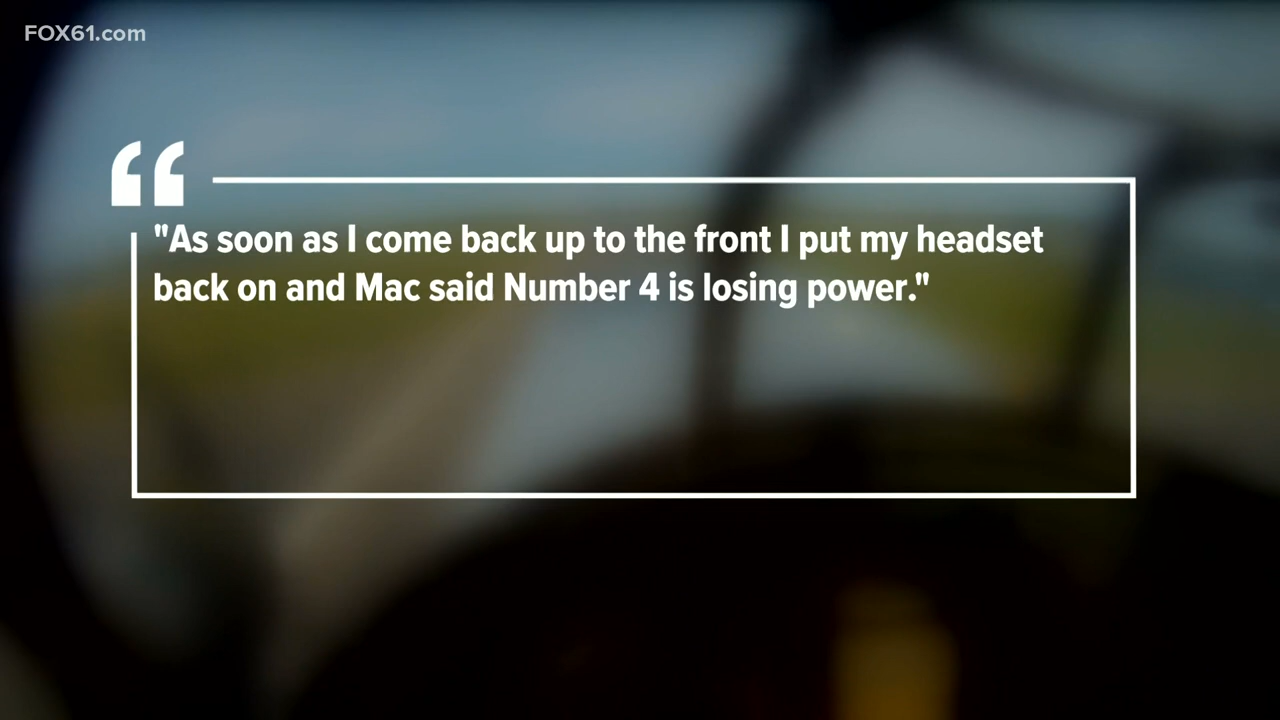 FOX61.com
"As soon as I come back up to the front I put my headset
back on and Mac said Number 4 is losing power."